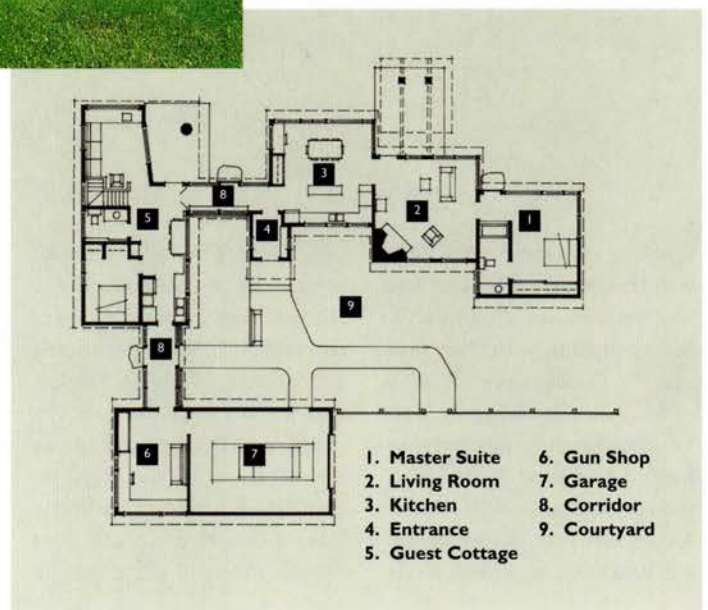 3
8
5
4
2
1
9
8
6
7
1. Master Suite
2. Living Room
3. Kitchen
4. Entrance
5. Guest Cottage
6. Gun Shop
7. Garage
8. Corridor
9. Courtyard